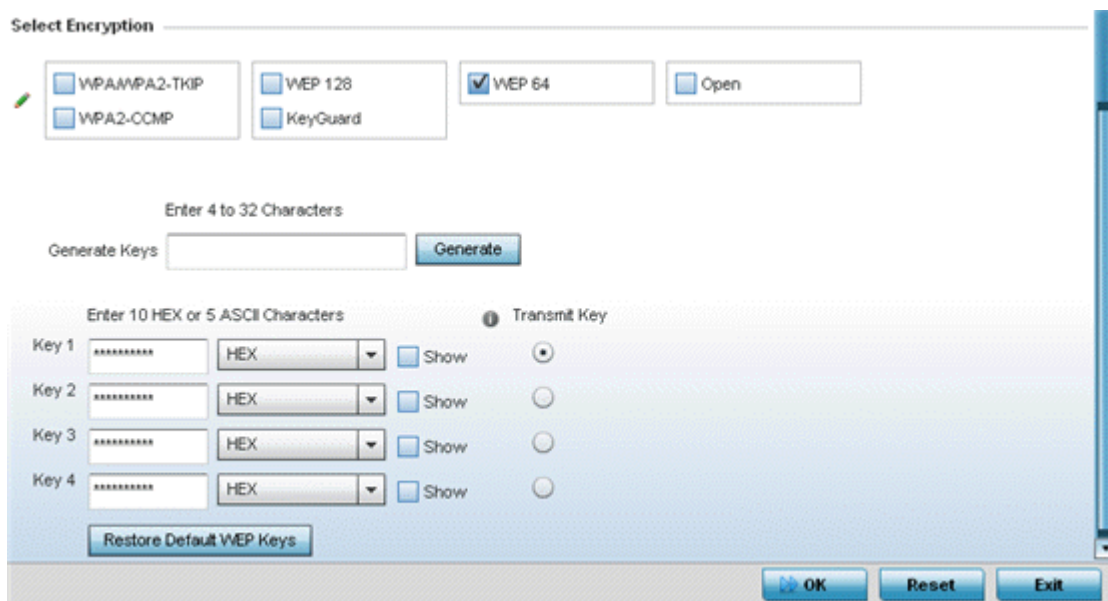 Select Encryption
WPA/WPA2-TKIP
WPA2-CCMP
WEP 128
KeyGuard
WEP 64
Open
Enter 4 to 32 Characters
Generate Keys Generate
Enter 10 HEX or 5 ASCII Characters Transmit Key
Key 1 ********** HEX Show
Key 2 ********** HEX Show
Key 3 ********** HEX Show
Key 4 ********** HEX Show
Restore Default WEP Keys
OK Reset Exit